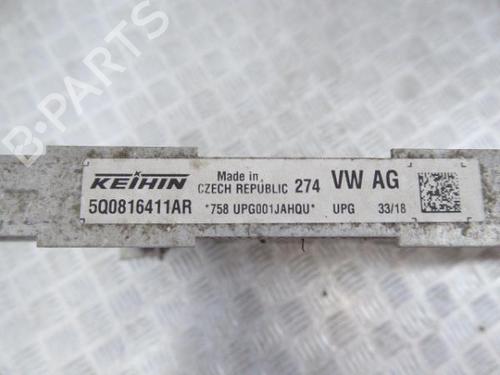 B-PARTS
KEIHIN Made in CZECH REPUBLIC 274 VW AG
5Q0816411AR *758 UPG001JAHQU* UPG 33/18